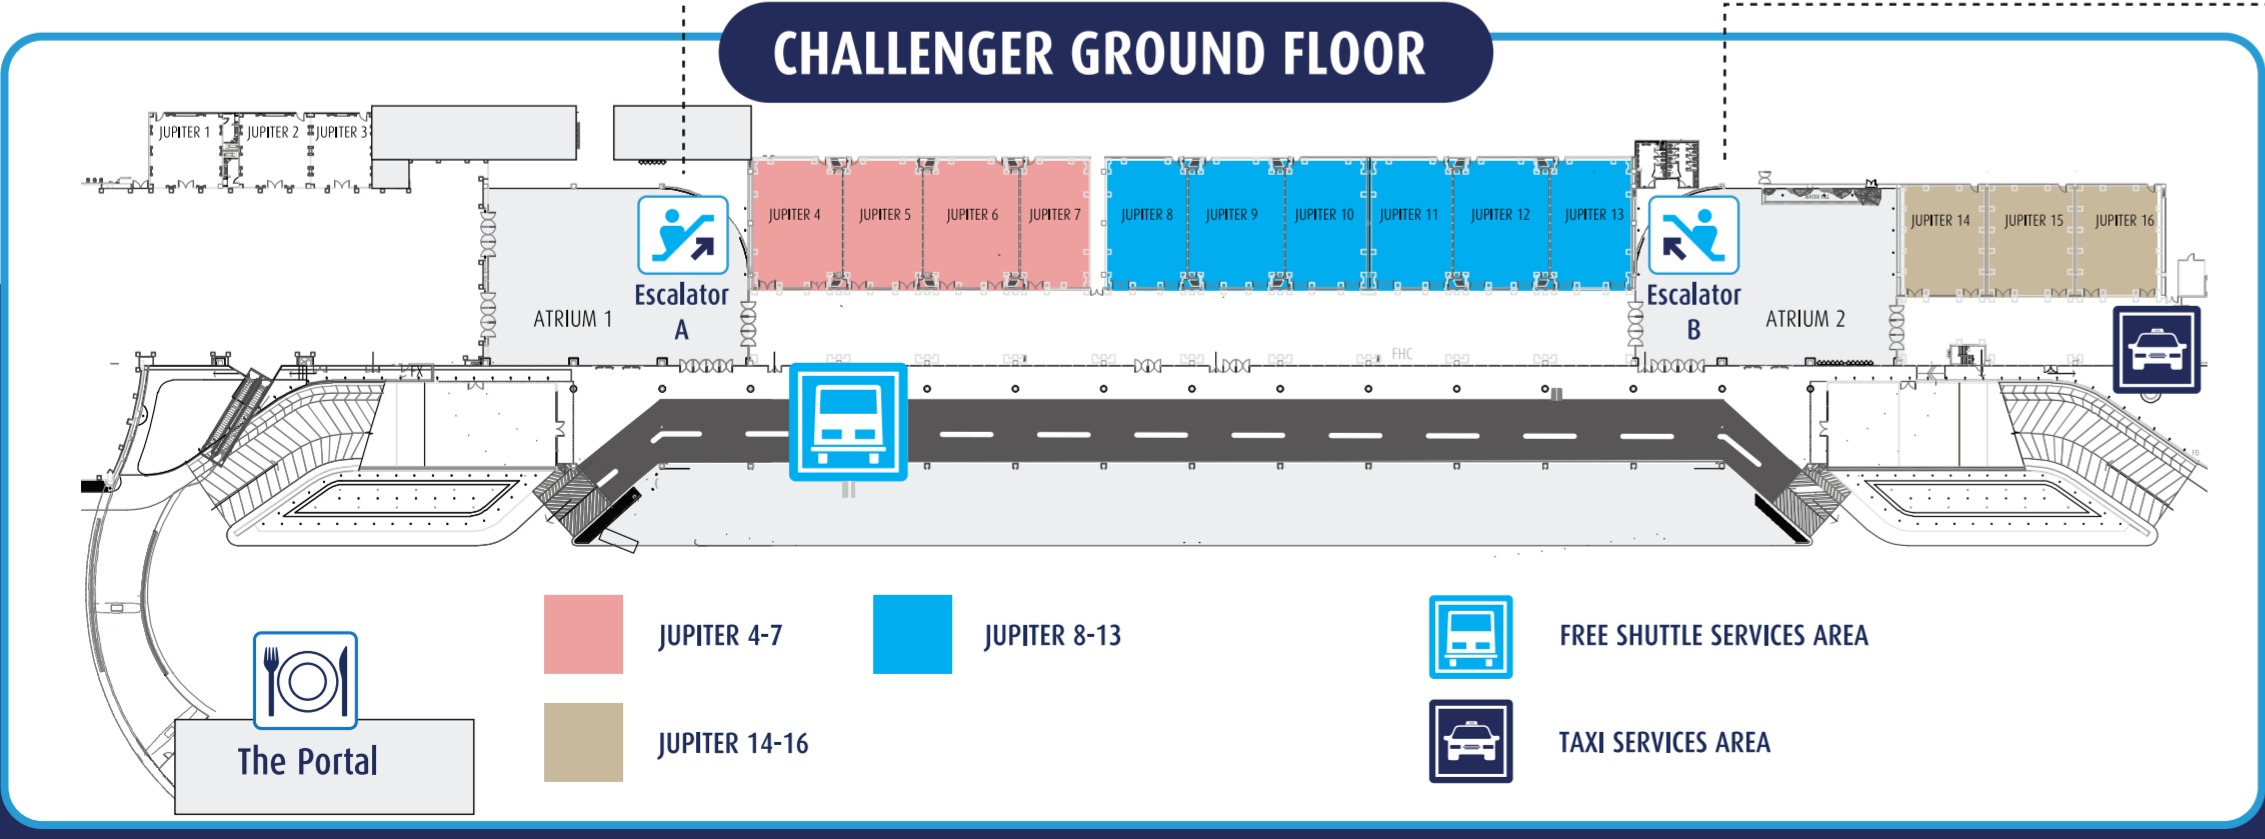 CHALLENGER GROUND FLOOR
JUPITER 1
JUPITER 2
JUPITER 3
JUPITER 4
JUPITER 5
JUPITER 6
JUPITER 7
JUPITER 8
JUPITER 9
JUPITER 10
JUPITER 11
JUPITER 12
JUPITER 13
JUPITER 14
JUPITER 15
JUPITER 16
Escalator
A
ATRIUM 1
Escalator
B
ATRIUM 2
FHC
JUPITER 4-7
JUPITER 8-13
FREE SHUTTLE SERVICES AREA
The Portal
JUPITER 14-16
TAXI SERVICES AREA